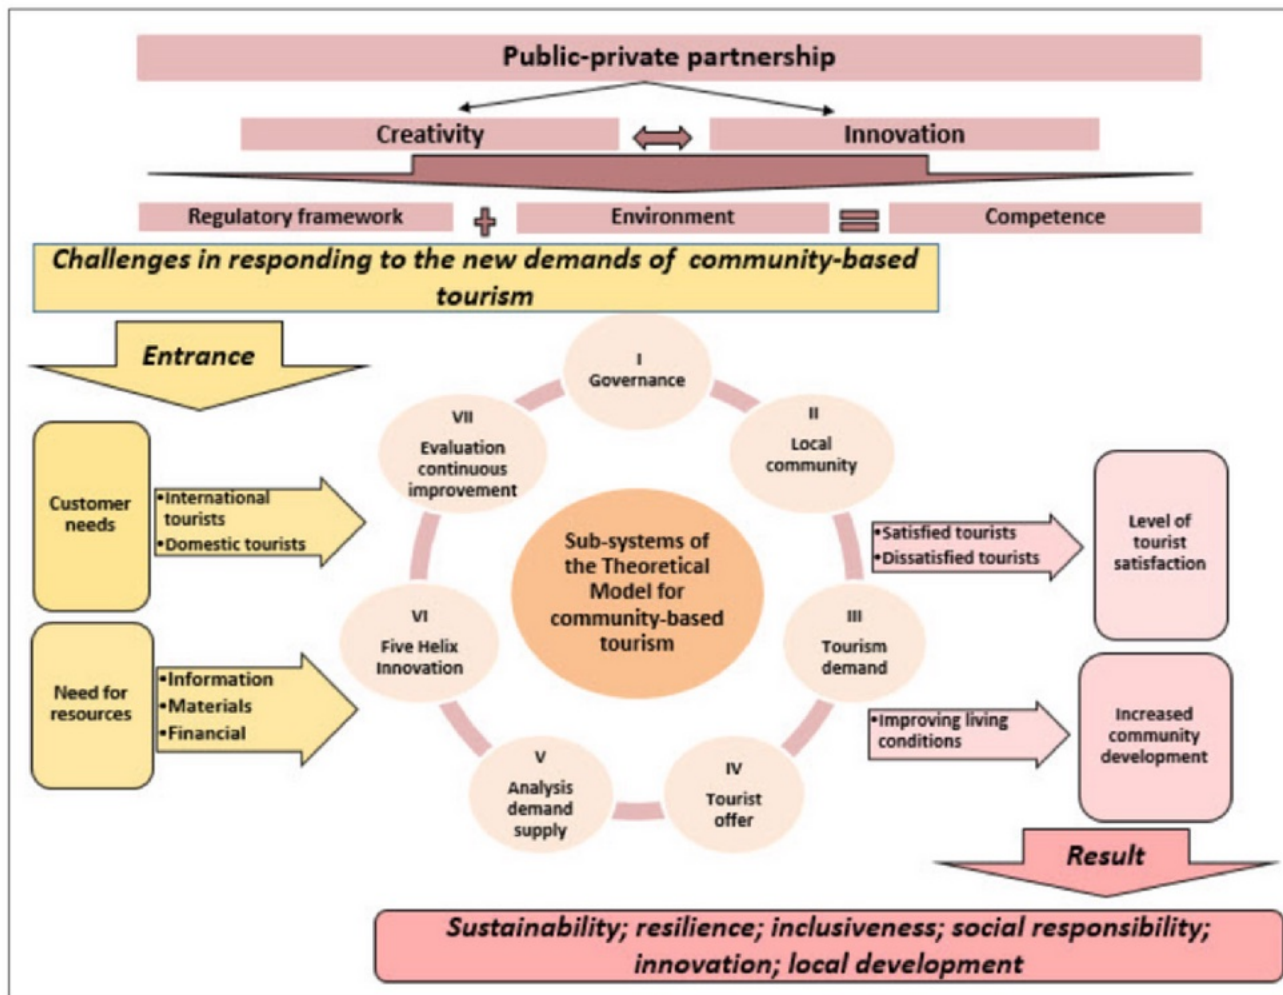 Public-private partnership
Creativity
Innovation
Regulatory framework
+
Environment
=
Competence
Challenges in responding to the new demands of community-based
tourism
Entrance
Customer
needs
•International
tourists
•Domestic tourists
Need for
resources
•Information
•Materials
•Financial
I
Governance
II
Local
community
III
Tourism
demand
IV
Tourist
offer
V
Analysis
demand
supply
VI
Five Helix
Innovation
VII
Evaluation
continuous
improvement
Sub-systems of
the Theoretical
Model for
community-based
tourism
•Satisfied tourists
•Dissatisfied tourists
Level of
tourist
satisfaction
•Improving living
conditions
Increased
community
development
Result
Sustainability; resilience; inclusiveness; social responsibility;
innovation; local development